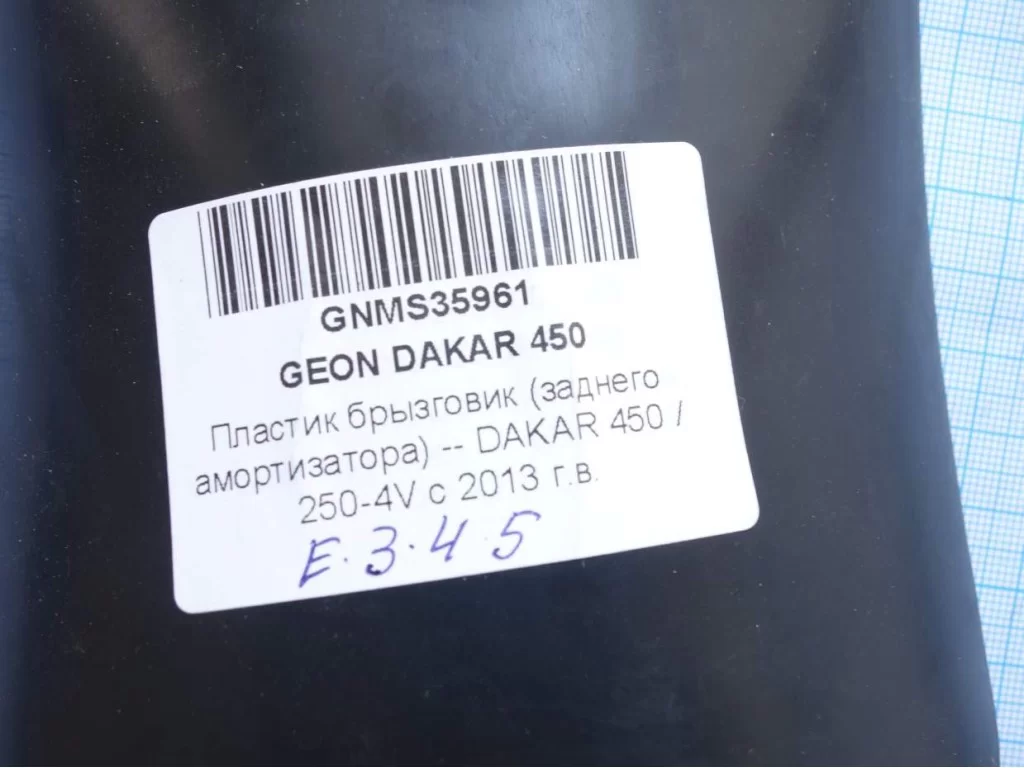 GNMS35961
GEON DAKAR 450
Пластик брызговик (заднего
амортизатора) -- DAKAR 450 /
250-4V с 2013 г.в.
E.3.4.5